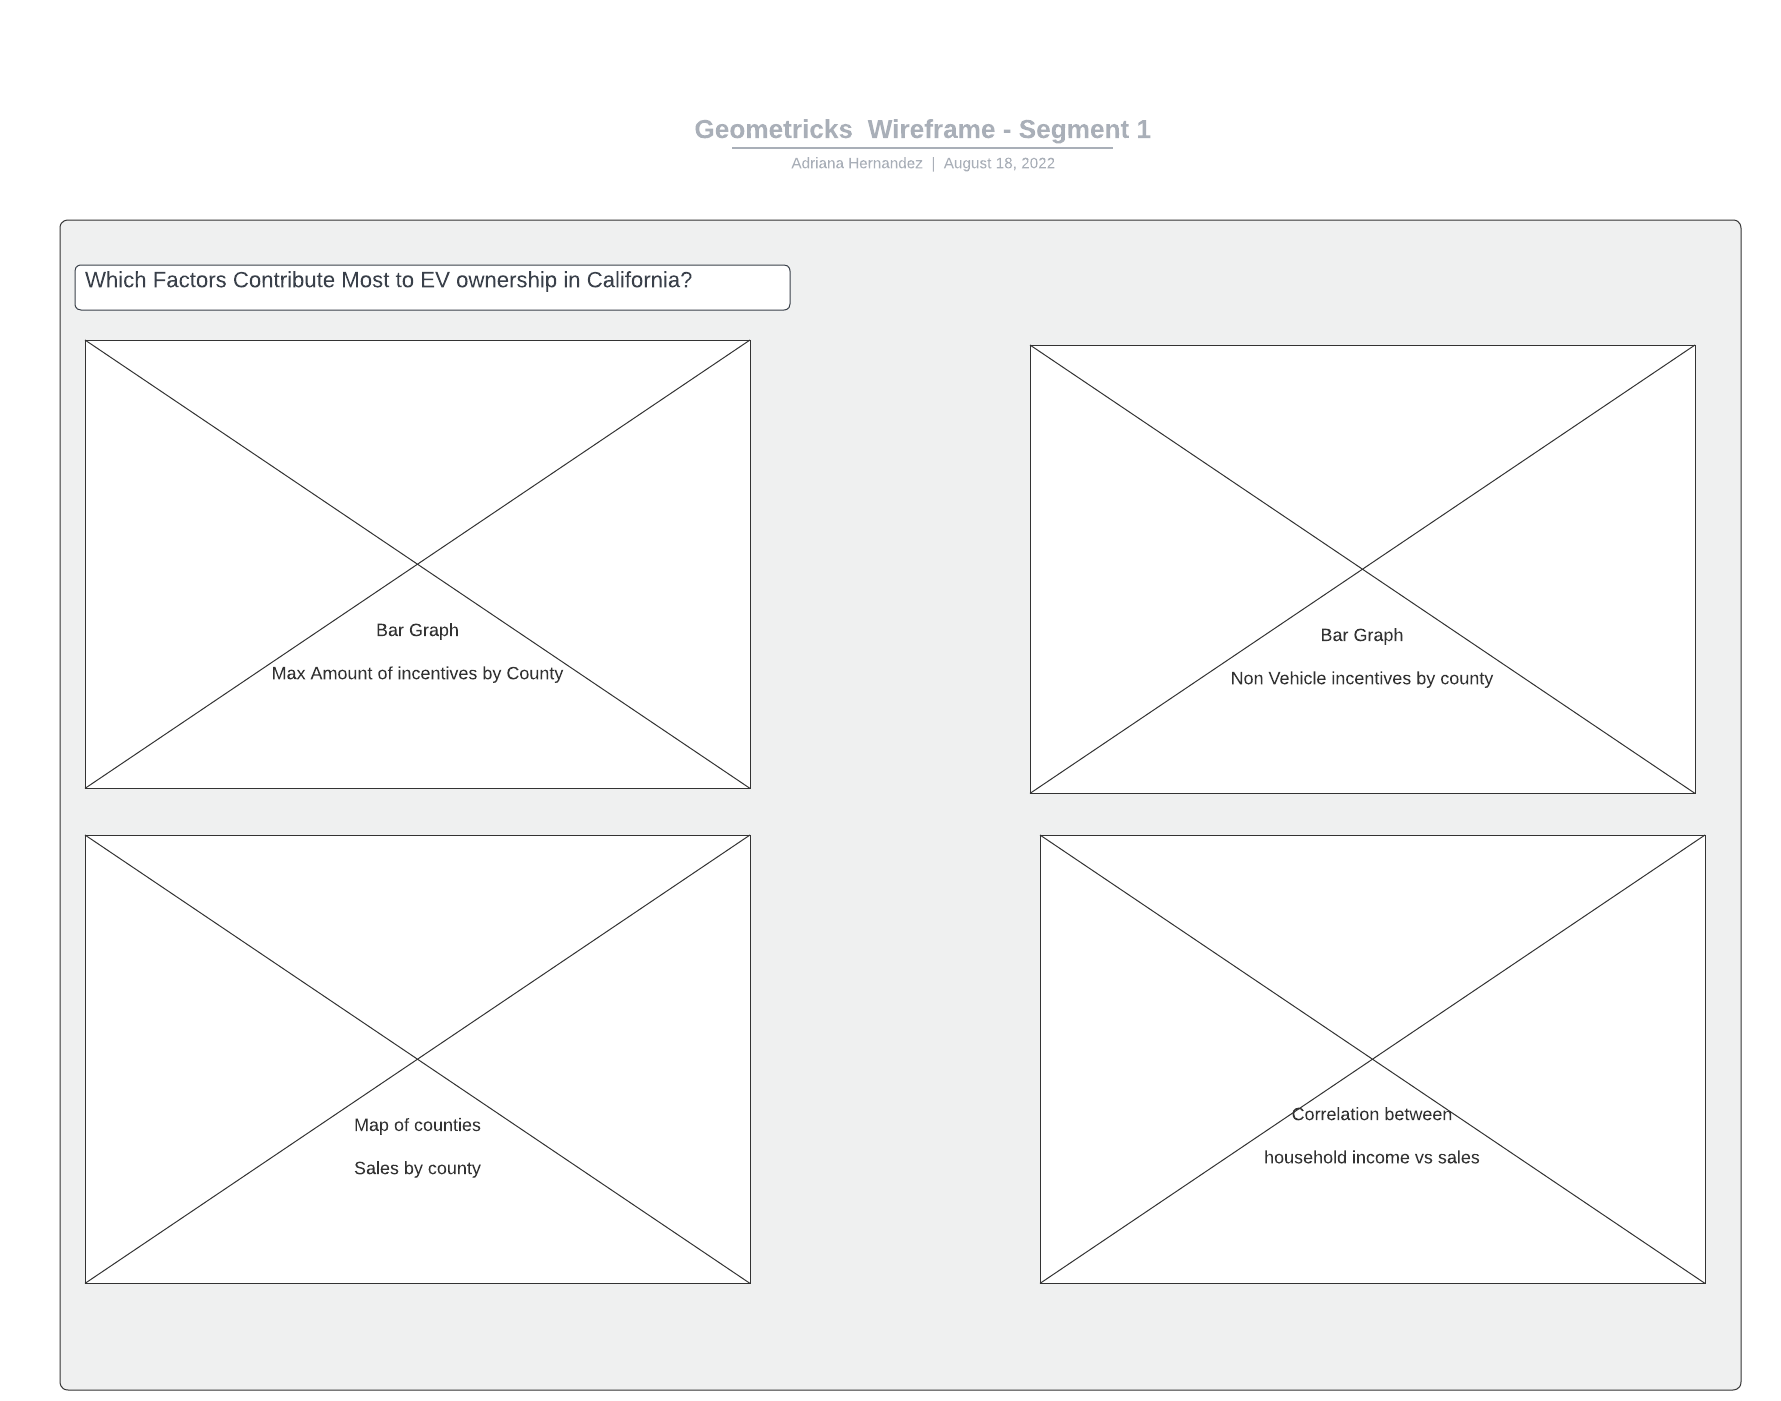 Geometricks  Wireframe - Segment 1
Adriana Hernandez | August 18, 2022
Which Factors Contribute Most to EV ownership in California?
Bar Graph
Max Amount of incentives by County
Bar Graph
Non Vehicle incentives by county
Map of counties
Sales by county
Correlation between
household income vs sales